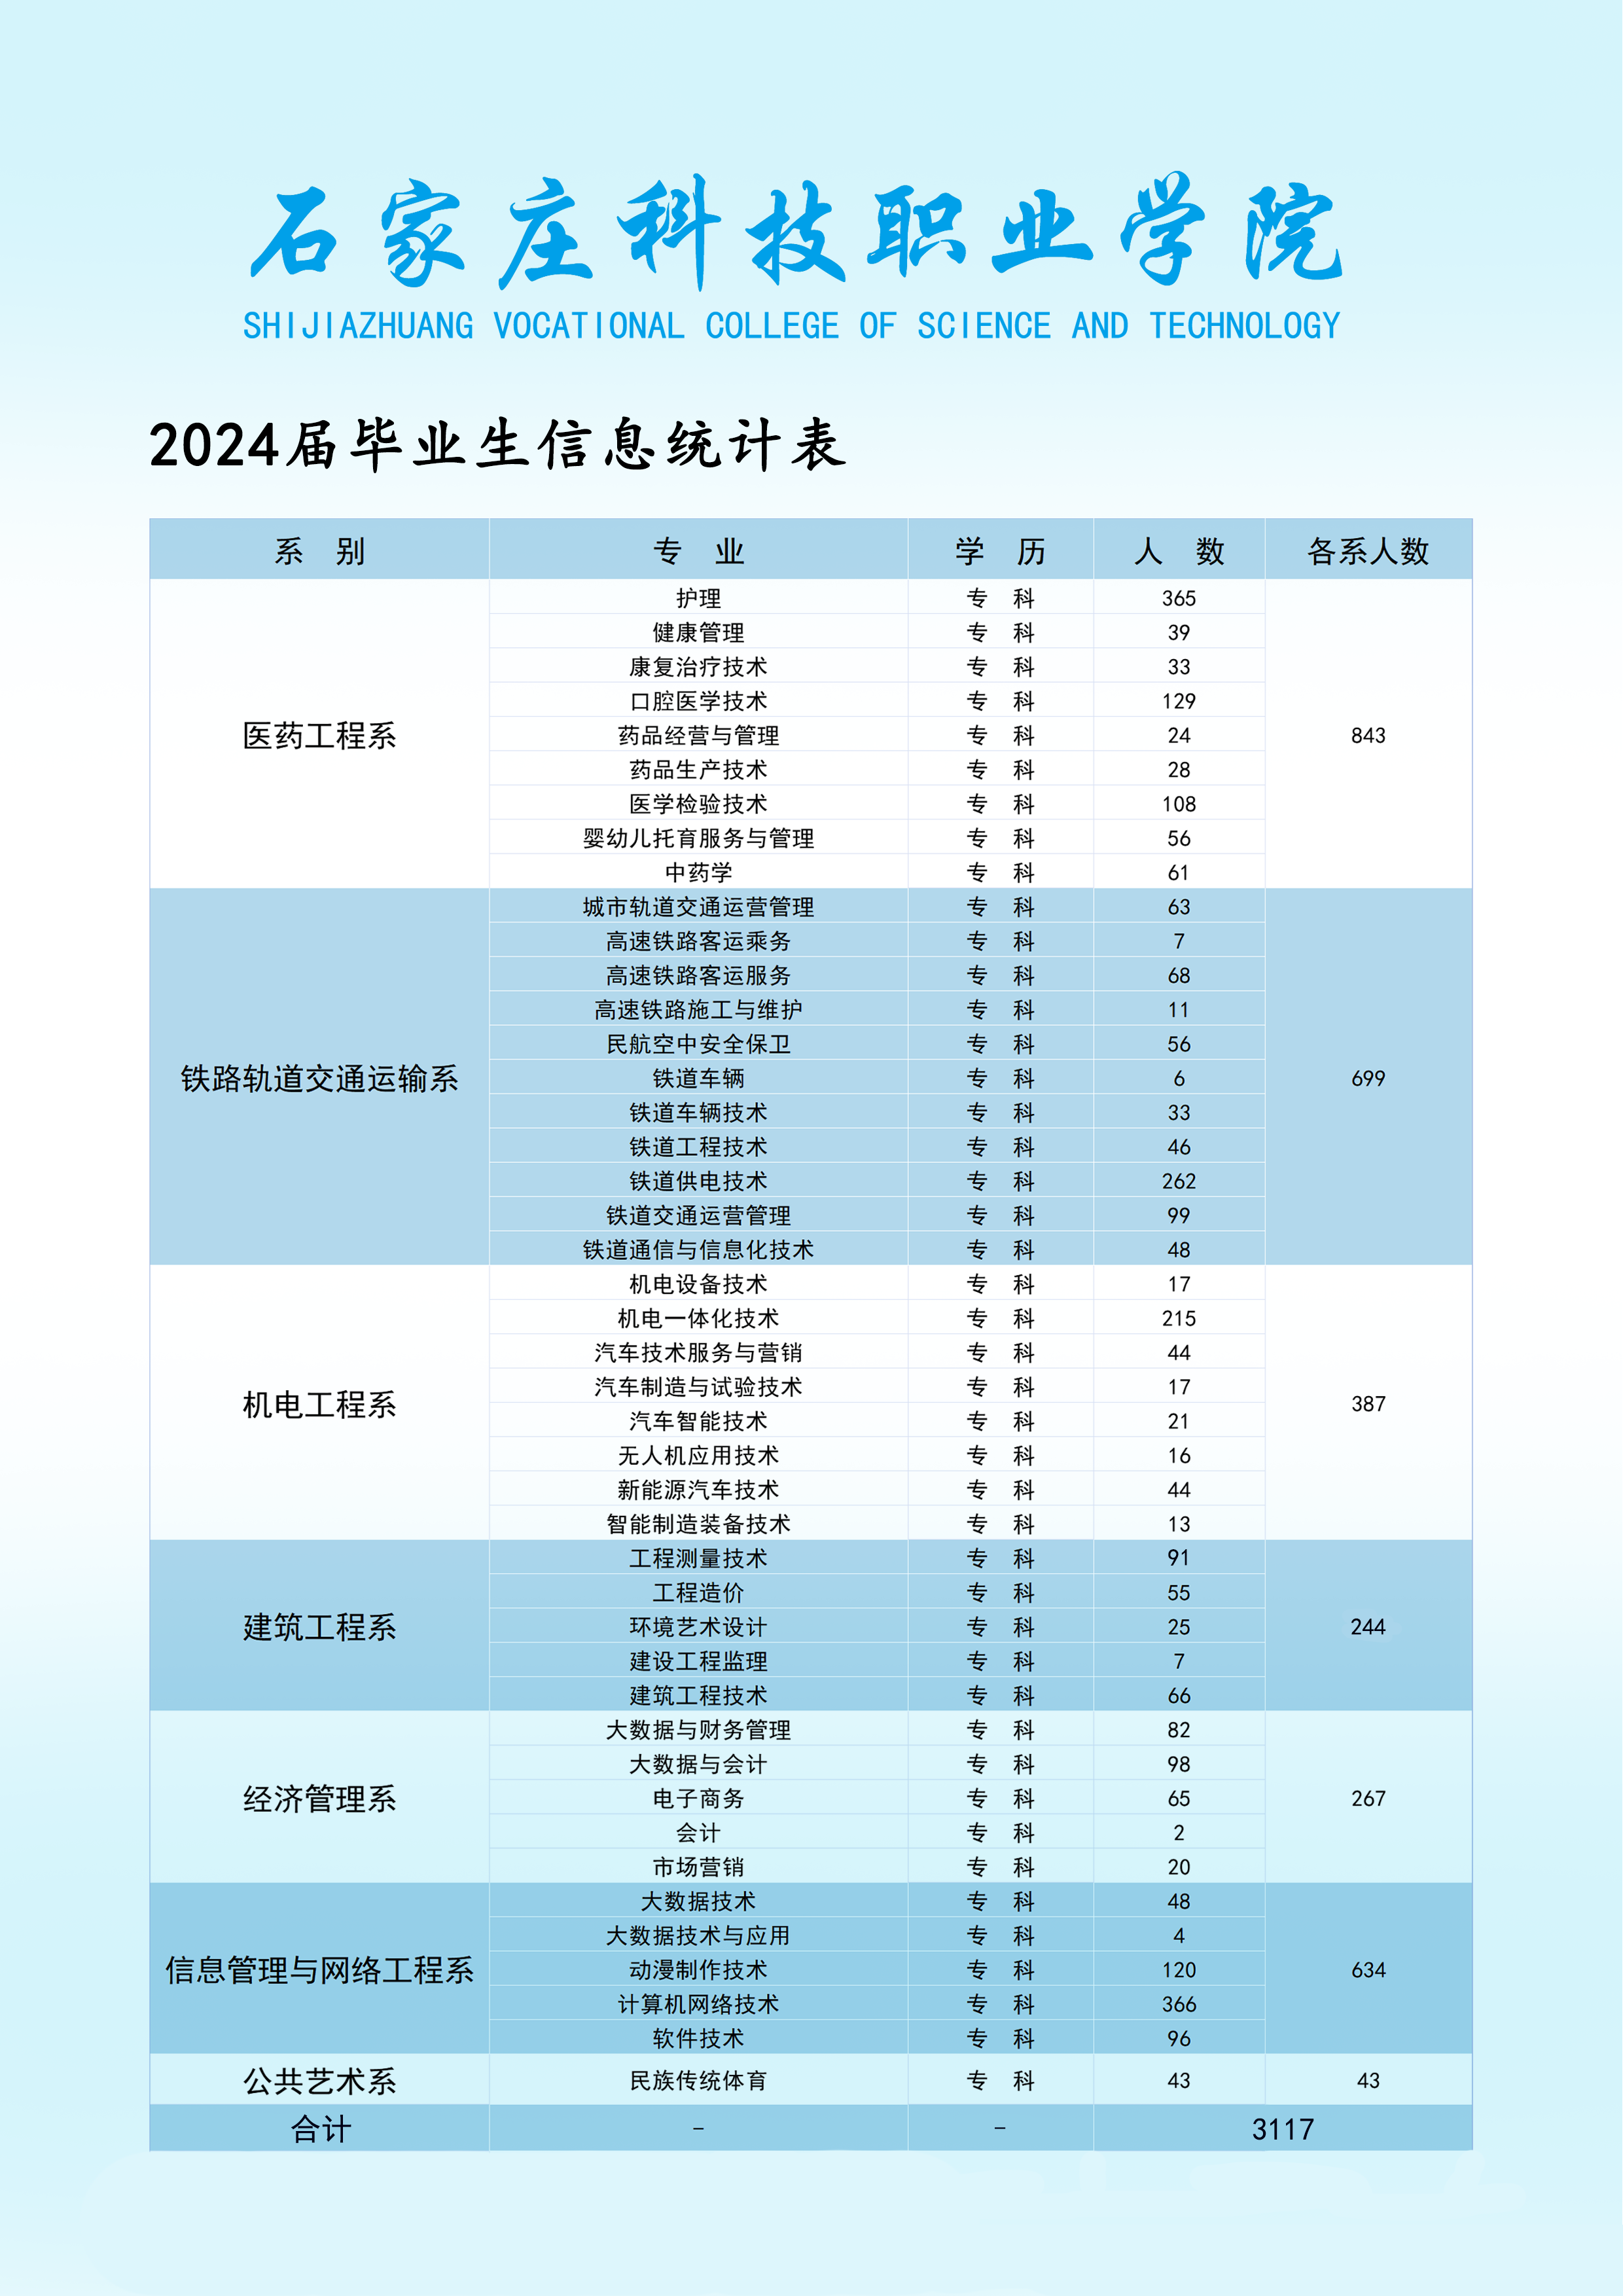 石家庄科技职业学院
SHIJIAZHUANG VOCATIONAL COLLEGE OF SCIENCE AND TECHNOLOGY
2024届毕业生信息统计表
系 别 专 业 学 历 人 数 各系人数
医药工程系 护理 专 科 365 843
健康管理 专 科 39
康复治疗技术 专 科 33
口腔医学技术 专 科 129
药品经营与管理 专 科 24
药品生产技术 专 科 28
医学检验技术 专 科 108
婴幼儿托育服务与管理 专 科 56
中药学 专 科 61
铁路轨道交通运输系 城市轨道交通运营管理 专 科 63 699
高速铁路客运乘务 专 科 7
高速铁路客运服务 专 科 68
高速铁路施工与维护 专 科 11
民航空中安全保卫 专 科 56
铁道车辆 专 科 6
铁道车辆技术 专 科 33
铁道工程技术 专 科 46
铁道供电技术 专 科 262
铁道交通运营管理 专 科 99
铁道通信与信息化技术 专 科 48
机电工程系 机电设备技术 专 科 17 387
机电一体化技术 专 科 215
汽车技术服务与营销 专 科 44
汽车制造与试验技术 专 科 17
汽车智能技术 专 科 21
无人机应用技术 专 科 16
新能源汽车技术 专 科 44
智能制造装备技术 专 科 13
建筑工程系 工程测量技术 专 科 91 244
工程造价 专 科 55
环境艺术设计 专 科 25
建设工程监理 专 科 7
建筑工程技术 专 科 66
经济管理系 大数据与财务管理 专 科 82 267
大数据与会计 专 科 98
电子商务 专 科 65
会计 专 科 2
市场营销 专 科 20
信息管理与网络工程系 大数据技术 专 科 48 634
大数据技术与应用 专 科 4
动漫制作技术 专 科 120
计算机网络技术 专 科 366
软件技术 专 科 96
公共艺术系 民族传统体育 专 科 43 43
合计 - - 3117